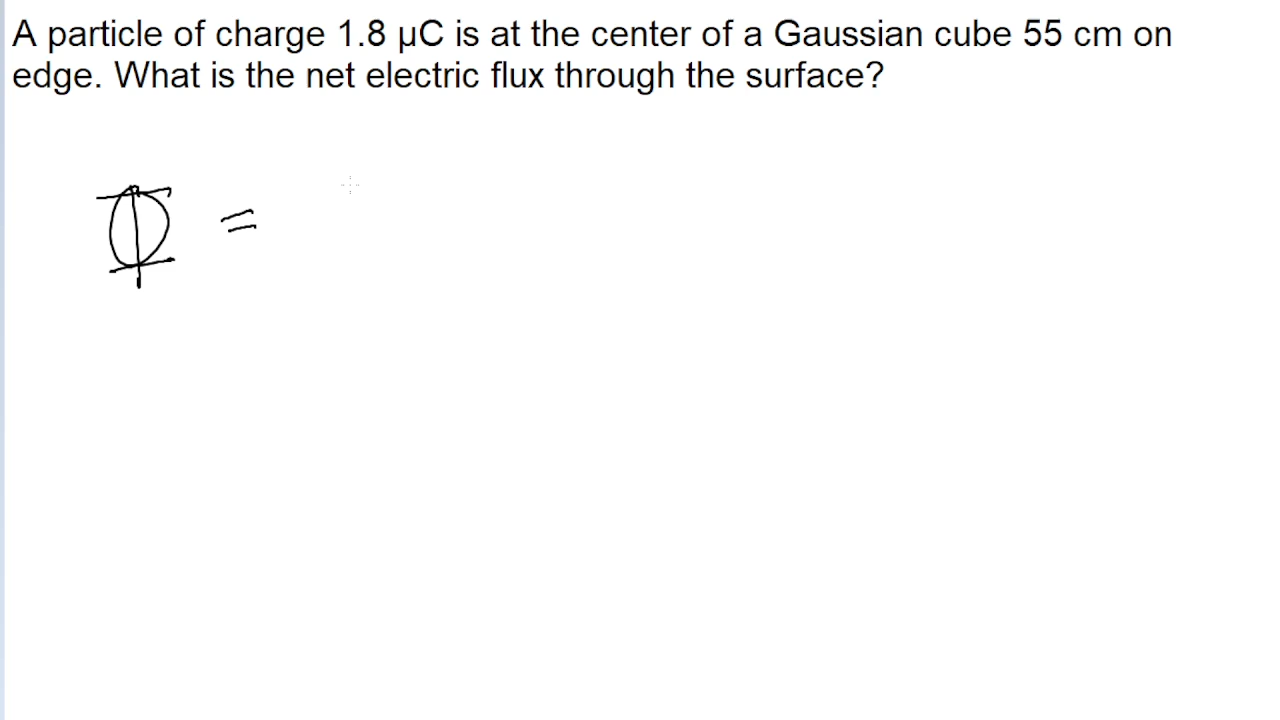 A particle of charge 1.8 µC is at the center of a Gaussian cube 55 cm on
edge. What is the net electric flux through the surface?
Φ =